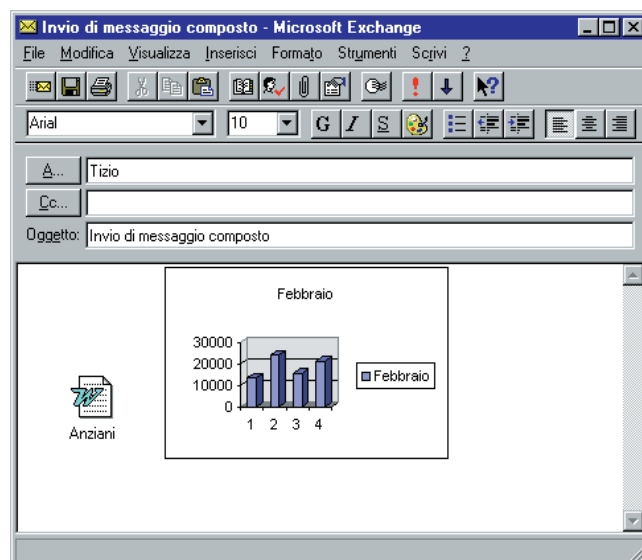 Invio di messaggio composto - Microsoft Exchange
File Modifica Visualizza Inserisci Formato Strumenti Scrivi ?
Arial 10 G I S
A... Tizio
Cc...
Oggetto: Invio di messaggio composto
Febbraio
30000
20000
10000
0
1 2 3 4
Febbraio
Anziani